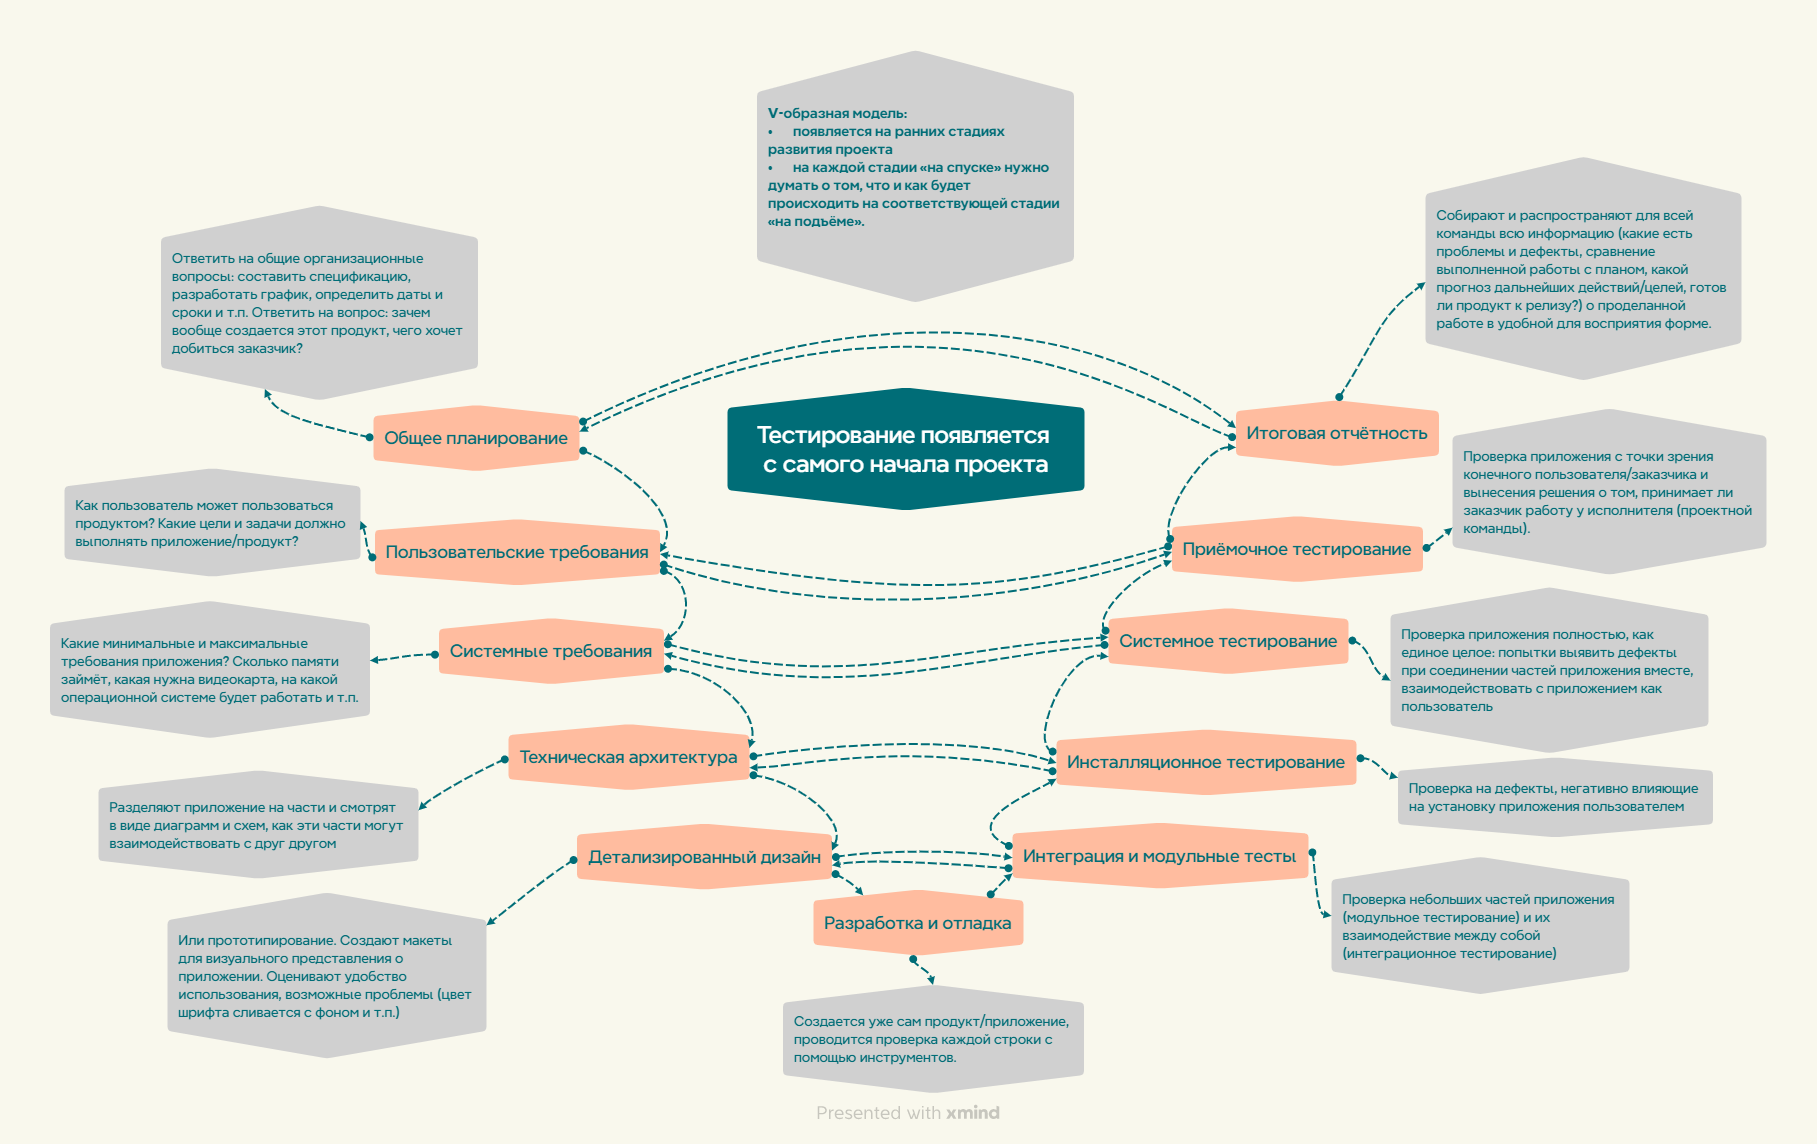 V-образная модель:
• появляется на ранних стадиях
развития проекта
• на каждой стадии «на спуске» нужно
думать о том, что и как будет
происходить на соответствующей стадии
«на подъёме».
Тестирование появляется
с самого начала проекта
Ответить на общие организационные
вопросы: составить спецификацию,
разработать график, определить даты и
сроки и т.п. Ответить на вопрос: зачем
вообще создается этот продукт, чего хочет
добиться заказчик?
Общее планирование
Как пользователь может пользоваться
продуктом? Какие цели и задачи должно
выполнять приложение/продукт?
Пользовательские требования
Какие минимальные и максимальные
требования приложения? Сколько памяти
займёт, какая нужна видеокарта, на какой
операционной системе будет работать и т.п.
Системные требования
Техническая архитектура
Разделяют приложение на части и смотрят
в виде диаграмм и схем, как эти части могут
взаимодействовать с друг другом
Детализированный дизайн
Или прототипирование. Создают макеты
для визуального представления о
приложении. Оценивают удобство
использования, возможные проблемы (цвет
шрифта сливается с фоном и т.п.)
Разработка и отладка
Создается уже сам продукт/приложение,
проводится проверка каждой строки с
помощью инструментов.
Собирают и распространяют для всей
команды всю информацию (какие есть
проблемы и дефекты, сравнение
выполненной работы с планом, какой
прогноз дальнейших действий/целей, готов
ли продукт к релизу?) о проделанной
работе в удобной для восприятия форме.
Итоговая отчётность
Проверка приложения с точки зрения
конечного пользователя/заказчика и
вынесения решения о том, принимает ли
заказчик работу у исполнителя (проектной
команды).
Приёмочное тестирование
Системное тестирование
Проверка приложения полностью, как
единое целое: попытки выявить дефекты
при соединении частей приложения вместе,
взаимодействовать с приложением как
пользователь
Инсталляционное тестирование
Проверка на дефекты, негативно влияющие
на установку приложения пользователем
Интеграция и модульные тесты
Проверка небольших частей приложения
(модульное тестирование) и их
взаимодействие между собой
(интеграционное тестирование)
Presented with xmind